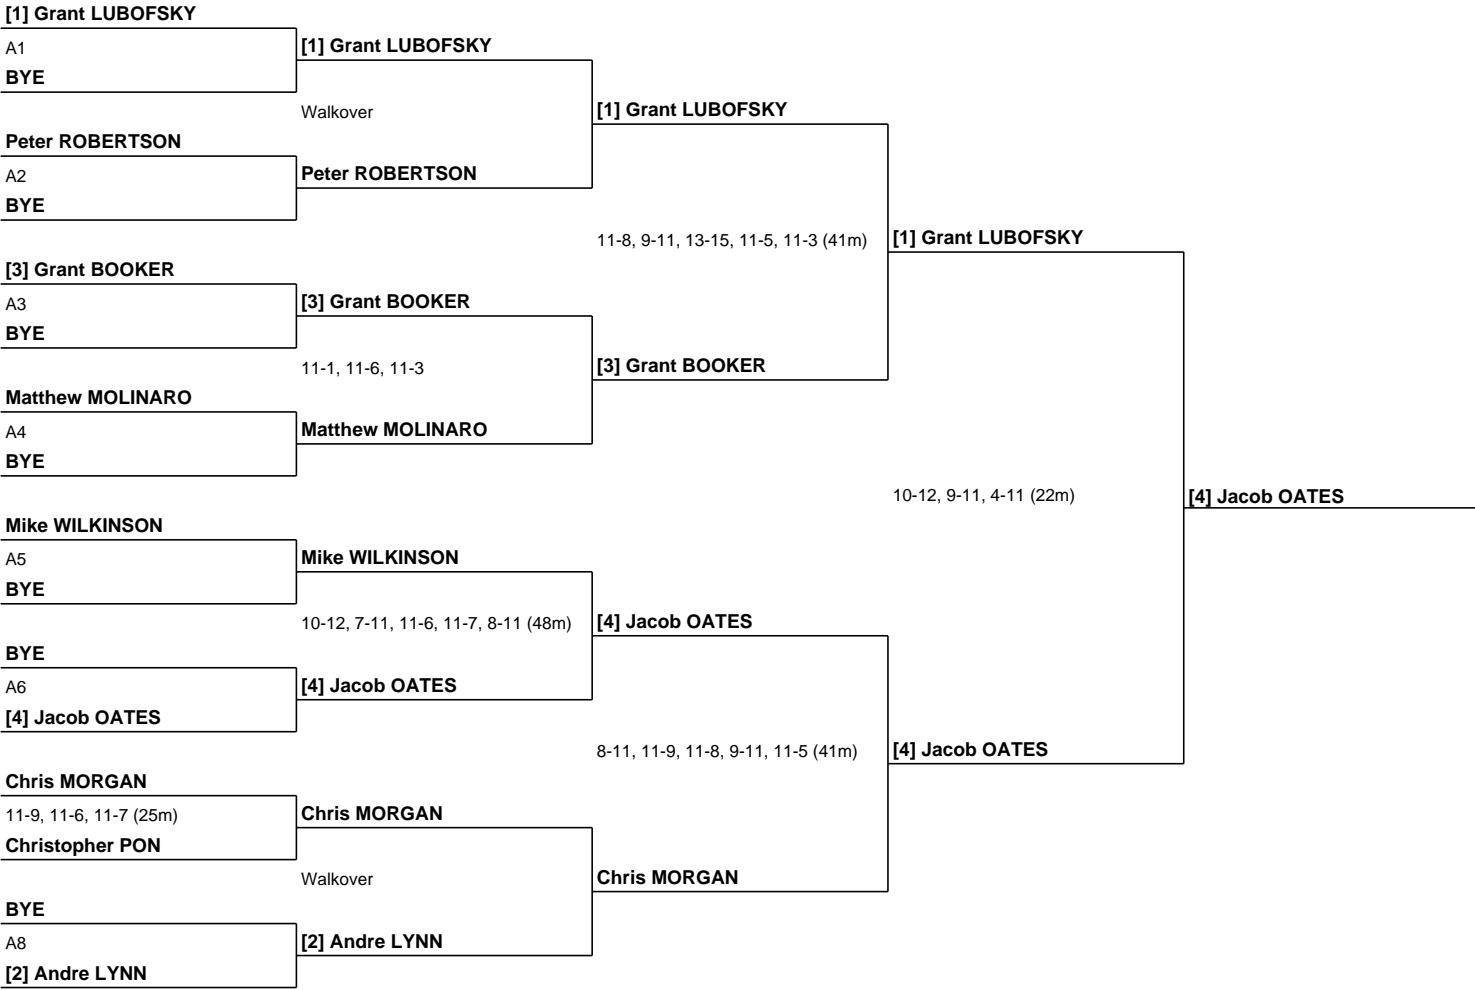 [1] Grant LUBOFSKY
A1
BYE
Peter ROBERTSON
A2
BYE
[3] Grant BOOKER
A3
BYE
Matthew MOLINARO
A4
BYE
Mike WILKINSON
A5
BYE
BYE
A6
[4] Jacob OATES
Chris MORGAN
11-9, 11-6, 11-7 (25m)
Christopher PON
BYE
A8
[2] Andre LYNN
[1] Grant LUBOFSKY
Walkover
Peter ROBERTSON
[3] Grant BOOKER
11-1, 11-6, 11-3
Matthew MOLINARO
Mike WILKINSON
10-12, 7-11, 11-6, 11-7, 8-11 (48m)
[4] Jacob OATES
Chris MORGAN
Walkover
[2] Andre LYNN
[1] Grant LUBOFSKY
11-8, 9-11, 13-15, 11-5, 11-3 (41m)
[3] Grant BOOKER
[4] Jacob OATES
8-11, 11-9, 11-8, 9-11, 11-5 (41m)
Chris MORGAN
[1] Grant LUBOFSKY
10-12, 9-11, 4-11 (22m)
[4] Jacob OATES
[4] Jacob OATES